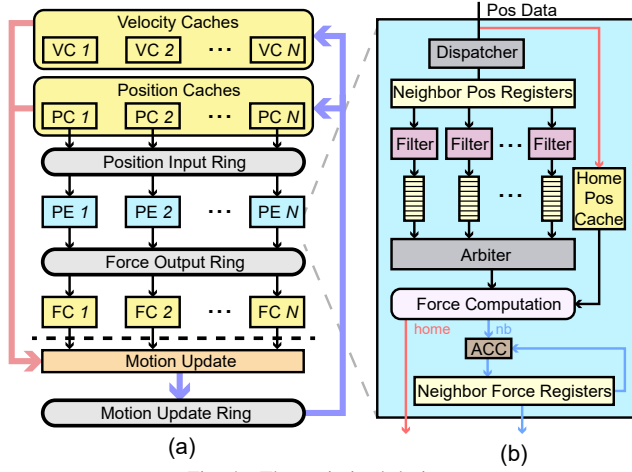 Velocity Caches
VC 1 VC 2 ... VC N
Position Caches
PC 1 PC 2 ... PC N
Position Input Ring
PE 1 PE 2 ... PE N
Force Output Ring
FC 1 FC 2 ... FC N
Motion Update
Motion Update Ring
(a)
Pos Data
Dispatcher
Neighbor Pos Registers
Filter Filter ... Filter
...
Home
Pos
Cache
Arbiter
Force Computation
home nb
ACC
Neighbor Force Registers
(b)